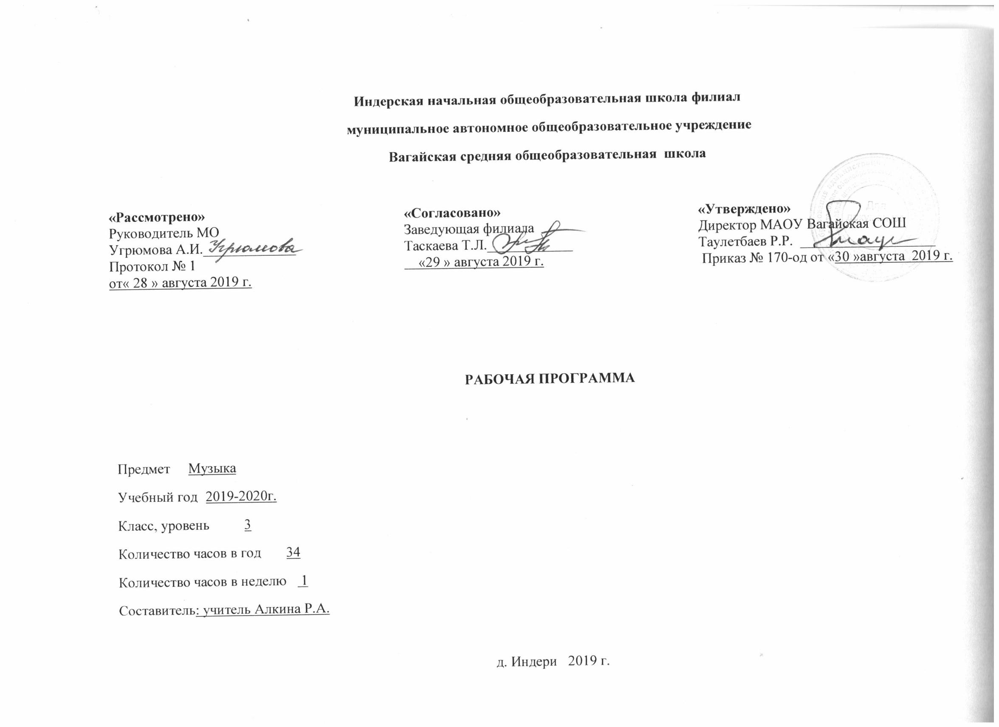 Индерская начальная общеобразовательная школа филиал
муниципальное автономное общеобразовательное учреждение
Вагайская средняя общеобразовательная школа
«Рассмотрено»
Руководитель МО
Угрюмова А.И. Угрюмова
Протокол № 1
от« 28 » августа 2019 г.
«Согласовано»
Заведующая филиала
Таскаева Т.Л.
«29 » августа 2019 г.
«Утверждено»
Директор МАОУ Вагайская СОШ
Таулетбаев Р.Р.
Приказ № 170-од от «30 »августа 2019 г.
Для
РАБОЧАЯ ПРОГРАММА
Предмет Музыка
Учебный год 2019-2020г.
Класс, уровень 3
Количество часов в год 34
Количество часов в неделю 1
Составитель: учитель Алкина Р.А.
д. Индери 2019 г.